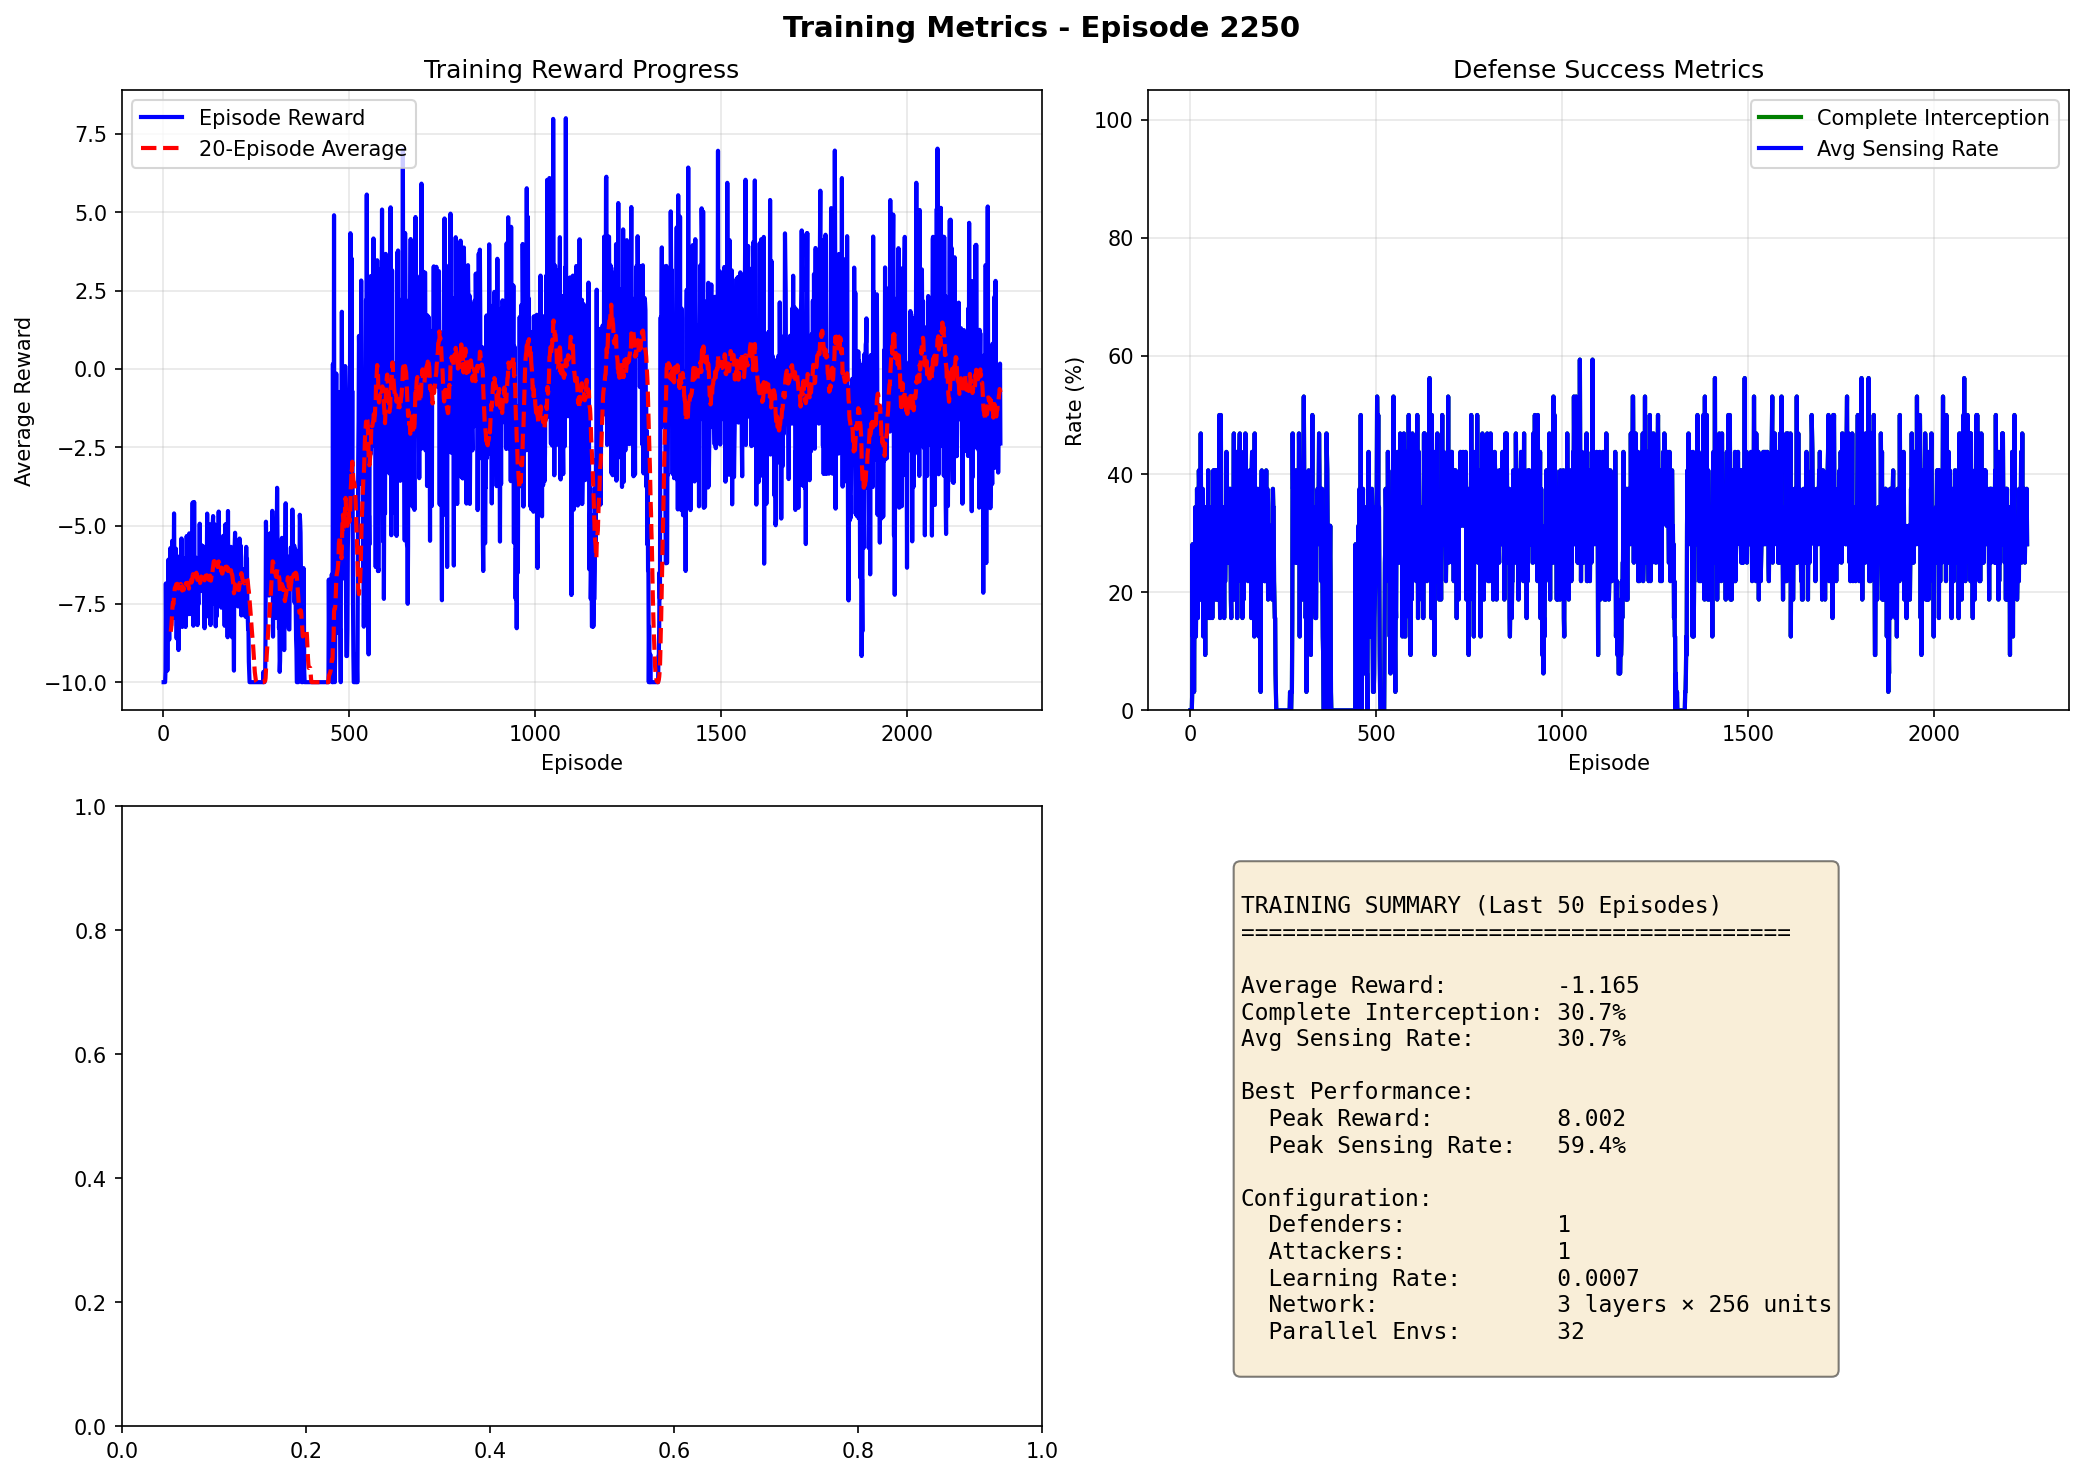 Training Metrics - Episode 2250
Training Reward Progress
Episode Reward
20-Episode Average
7.5
5.0
2.5
0.0
−2.5
−5.0
−7.5
−10.0
Average Reward
0 500 1000 1500 2000
Episode
Defense Success Metrics
Complete Interception
Avg Sensing Rate
100
80
60
40
20
0
Rate (%)
0 500 1000 1500 2000
Episode
1.0
0.8
0.6
0.4
0.2
0.0
0.0 0.2 0.4 0.6 0.8 1.0
TRAINING SUMMARY (Last 50 Episodes)
========================================
Average Reward: -1.165
Complete Interception: 30.7%
Avg Sensing Rate: 30.7%
Best Performance:
Peak Reward: 8.002
Peak Sensing Rate: 59.4%
Configuration:
Defenders: 1
Attackers: 1
Learning Rate: 0.0007
Network: 3 layers × 256 units
Parallel Envs: 32